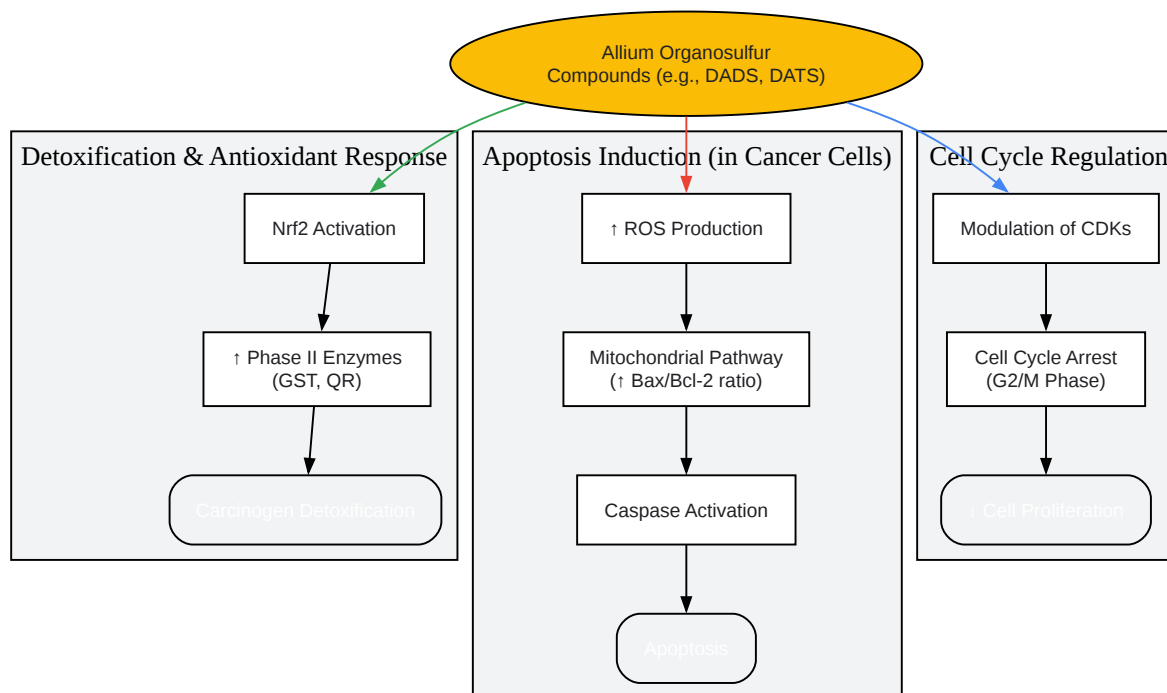 Allium Organosulfur
Compounds (e.g., DADS, DATS)
Detoxification & Antioxidant Response
Nrf2 Activation
↑ Phase II Enzymes
(GST, QR)
Carcinogen Detoxification
Apoptosis Induction (in Cancer Cells)
↑ ROS Production
Mitochondrial Pathway
(↑ Bax/Bcl-2 ratio)
Caspase Activation
Apoptosis
Cell Cycle Regulation
Modulation of CDKs
Cell Cycle Arrest
(G2/M Phase)
↓ Cell Proliferation